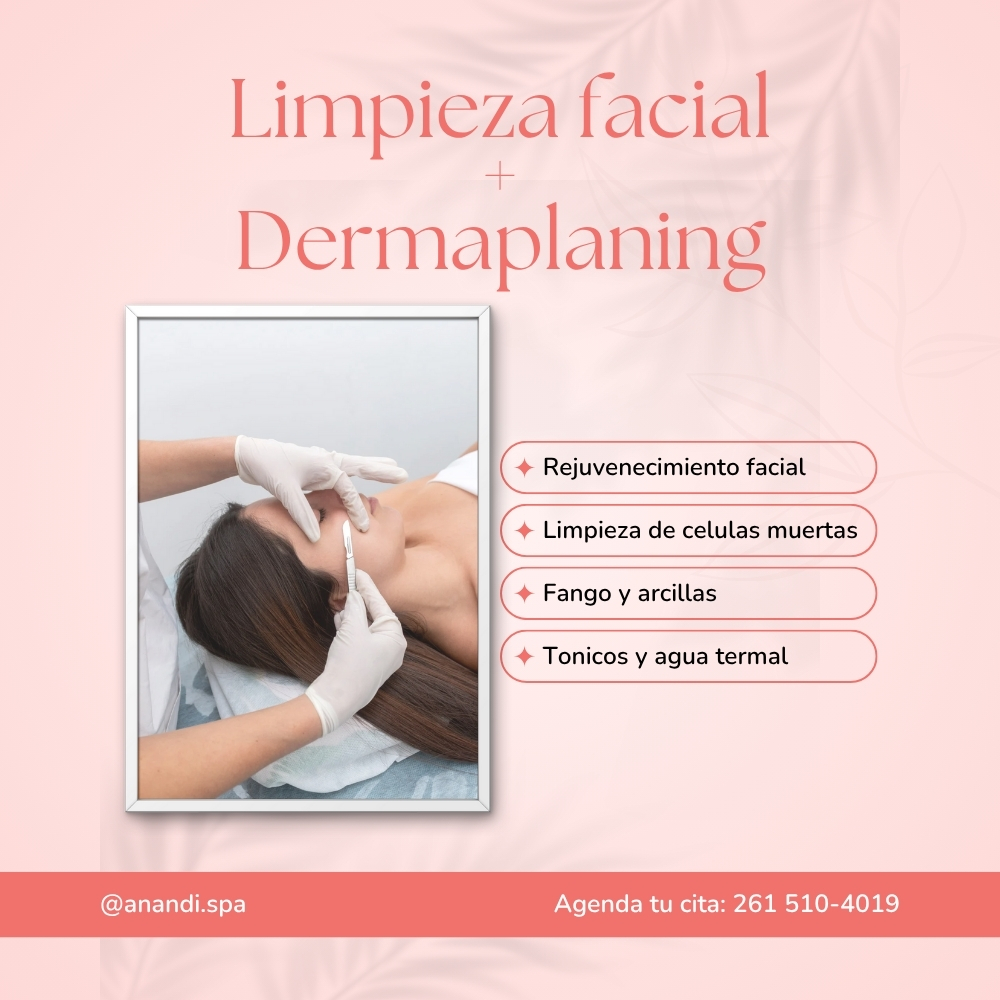 Limpieza facial
+
Dermaplaning
Rejuvenecimiento facial
Limpieza de celulas muertas
Fango y arcillas
Tonicos y agua termal
@anandi.spa
Agenda tu cita: 261 510-4019